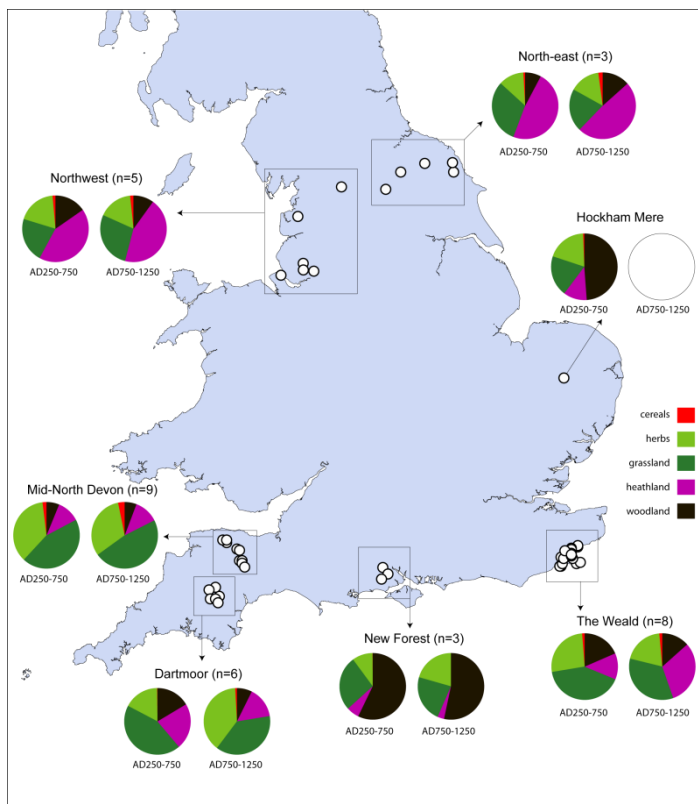 North-east (n=3)
AD250-750
AD750-1250
Northwest (n=5)
AD250-750
AD750-1250
Hockham Mere
AD250-750
AD750-1250
cereals
herbs
grassland
heathland
woodland
Mid-North Devon (n=9)
AD250-750
AD750-1250
The Weald (n=8)
AD250-750
AD750-1250
New Forest (n=3)
AD250-750
AD750-1250
Dartmoor (n=6)
AD250-750
AD750-1250